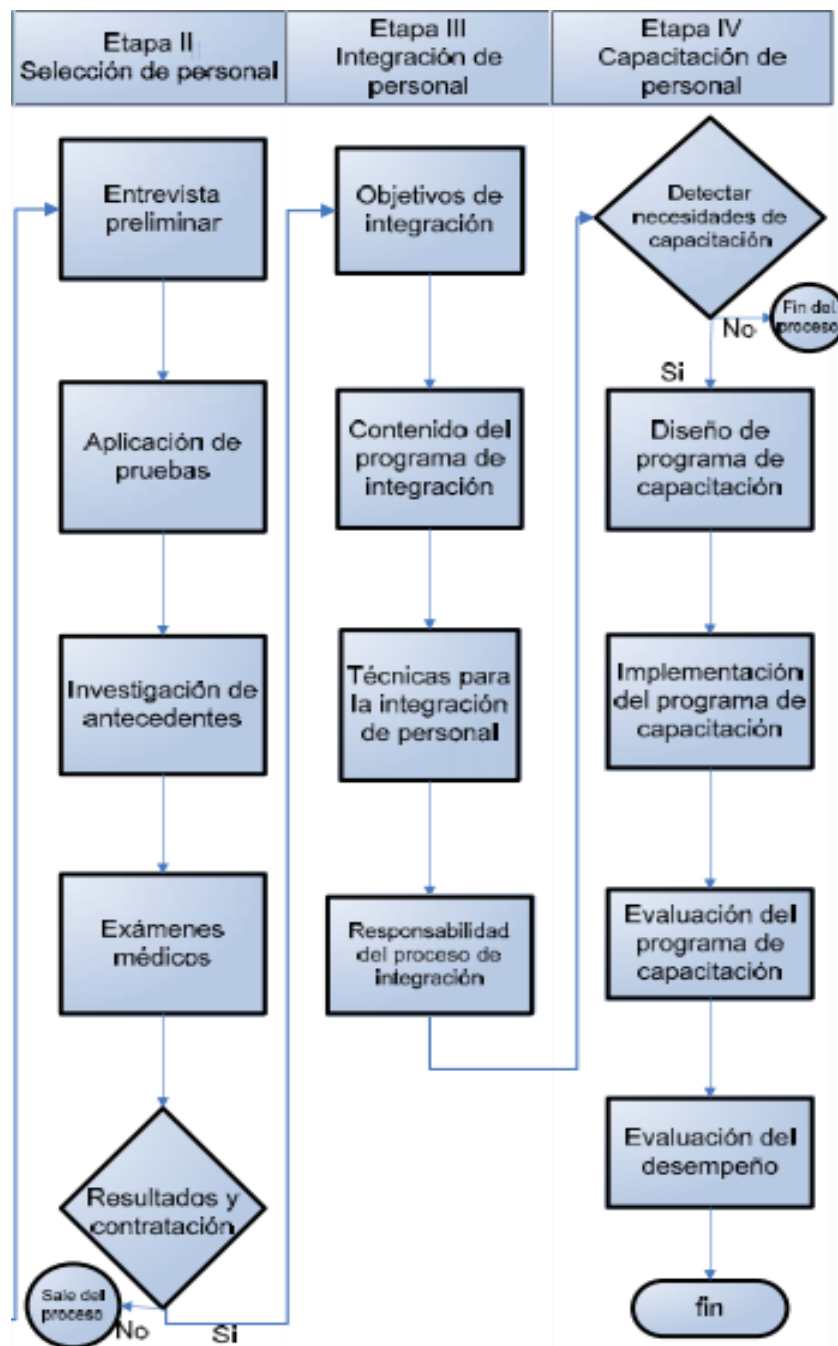 Etapa II
Selección de personal
Entrevista
preliminar
Aplicación de
pruebas
Investigación de
antecedentes
Exámenes
médicos
Resultados y
contratación
Sale del
proceso
No
Si
Etapa III
Integración de
personal
Objetivos de
integración
Contenido del
programa de
integración
Técnicas para
la integración
de personal
Responsabilidad
del proceso de
integración
Etapa IV
Capacitación de
personal
Detectar
necesidades de
capacitación
No
Fin del
proceso
Si
Diseño de
programa de
capacitación
Implementación
del programa de
capacitación
Evaluación del
programa de
capacitación
Evaluación del
desempeño
fin